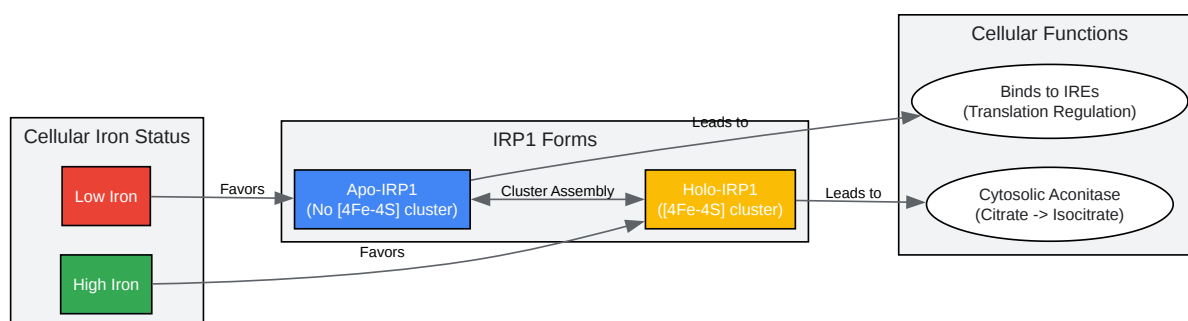 Cellular Iron Status
Low Iron
High Iron
Favors
Favors
IRP1 Forms
Apo-IRP1
(No [4Fe-4S] cluster)
Cluster Assembly
Holo-IRP1
([4Fe-4S] cluster)
Leads to
Leads to
Cellular Functions
Binds to IREs
(Translation Regulation)
Cytosolic Aconitase
(Citrate -> Isocitrate)